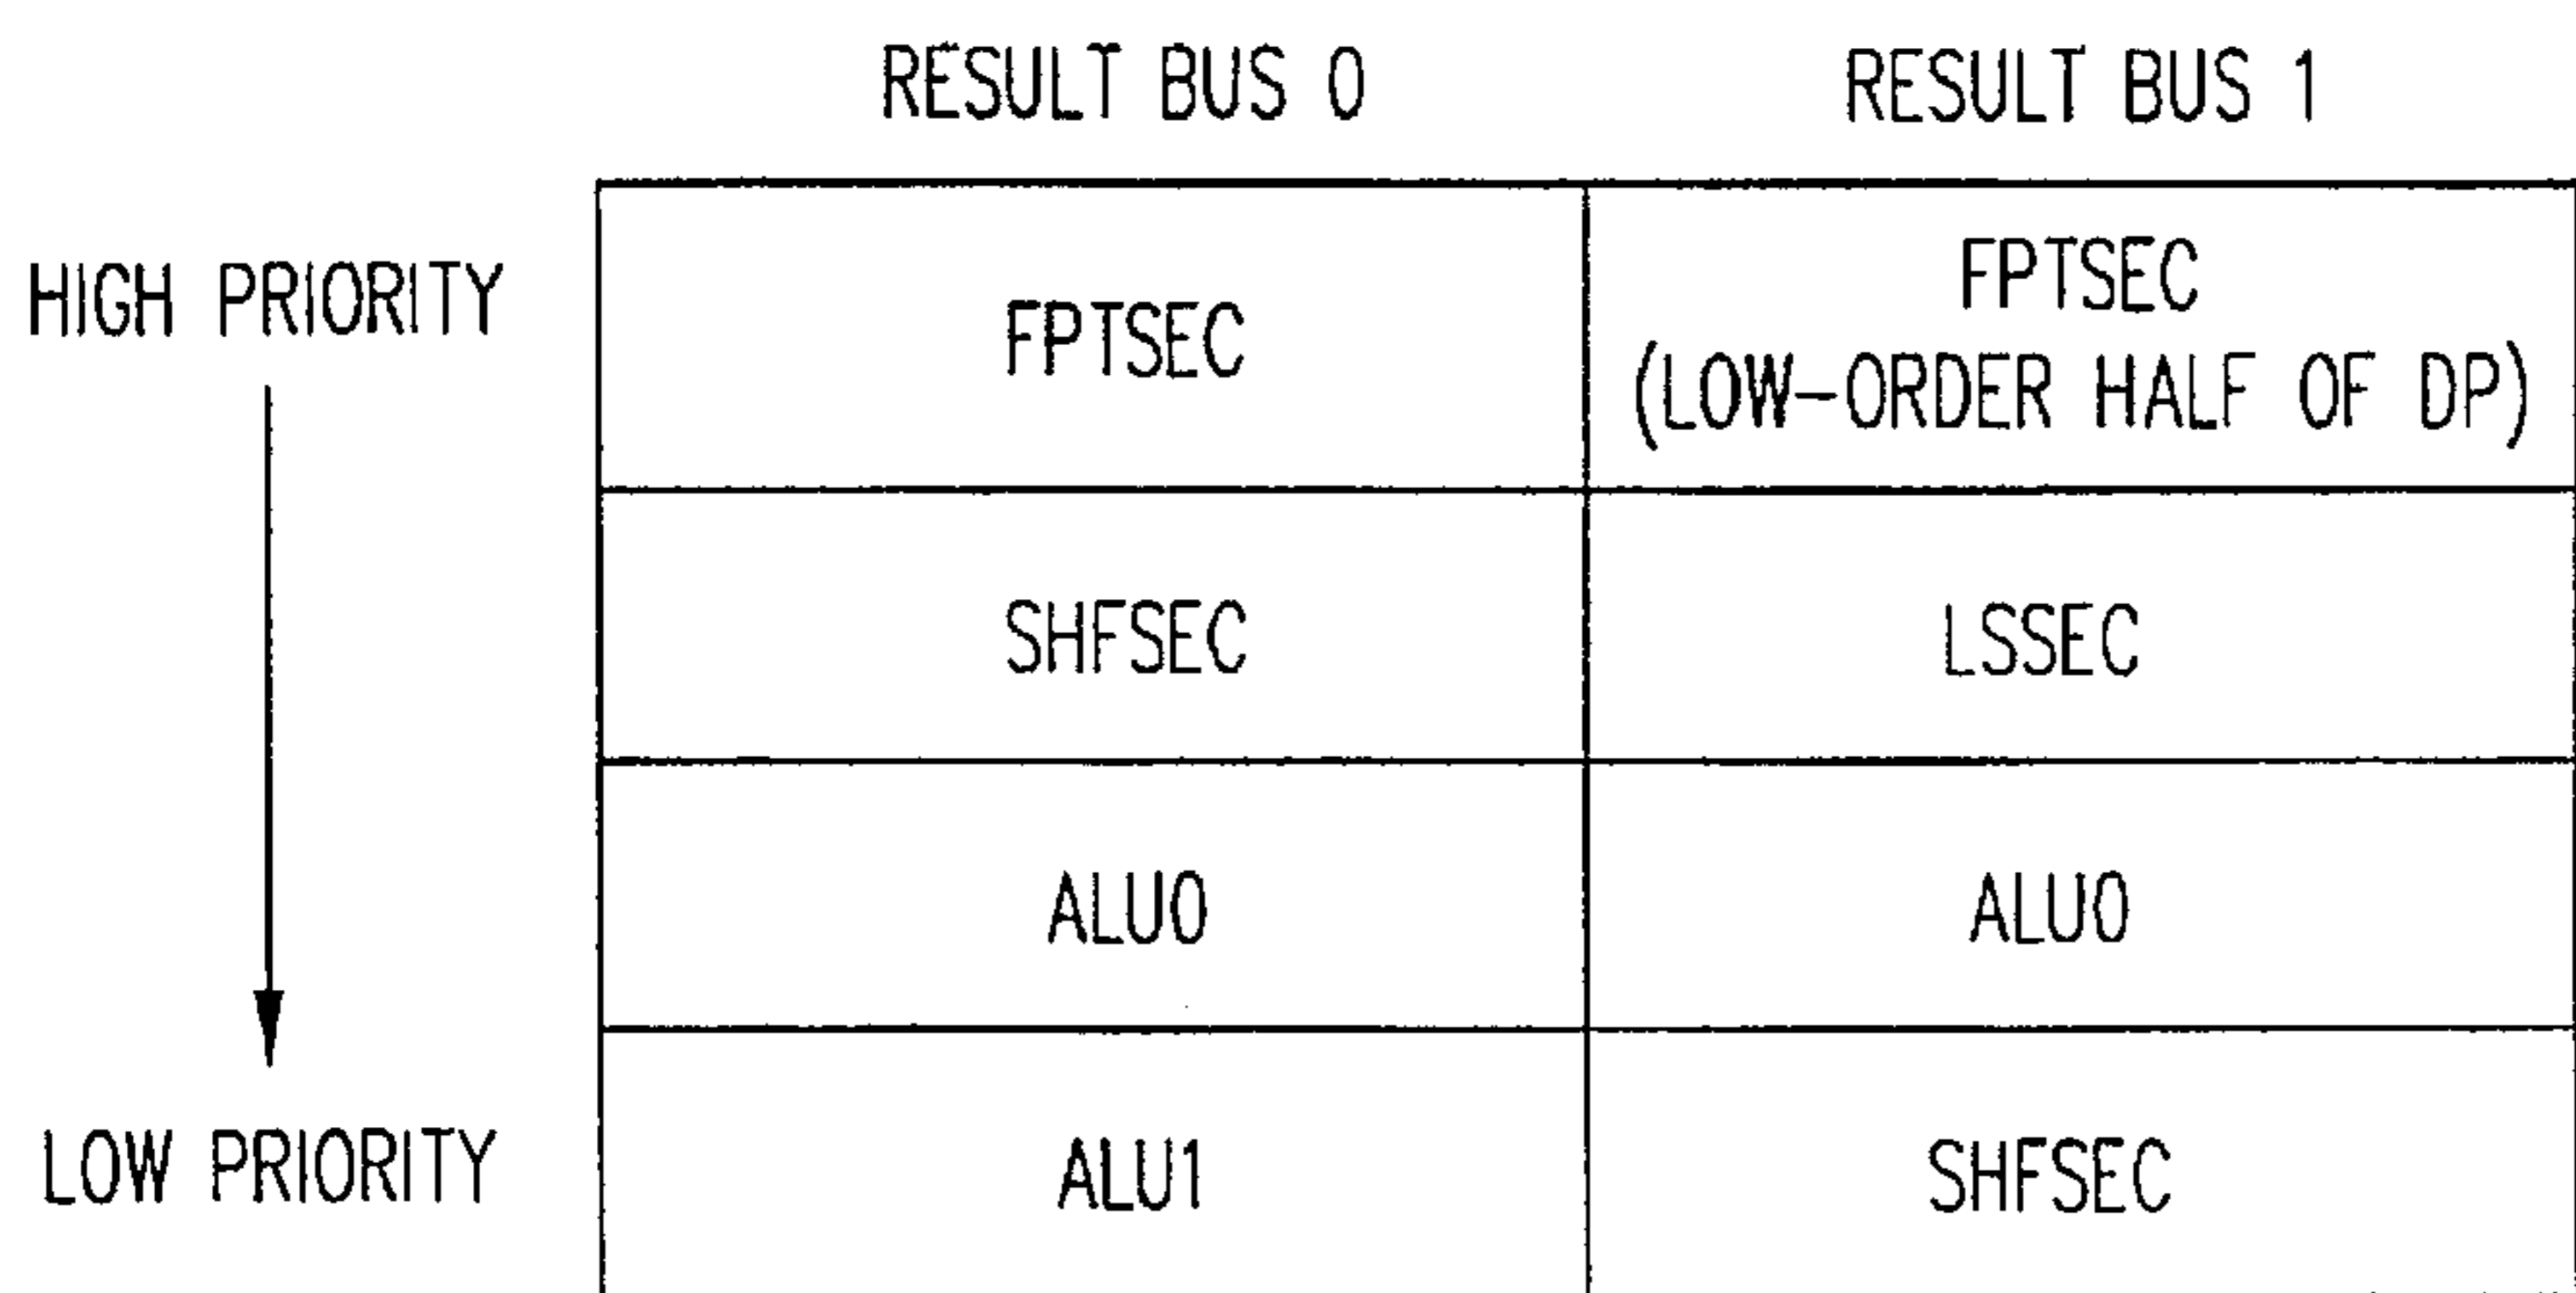 RESULT BUS 0 RESULT BUS 1
HIGH PRIORITY
FPTSEC
FPTSEC
(LOW-ORDER HALF OF DP)
SHFSEC LSSEC
ALU0 ALU0
LOW PRIORITY ALU1 SHFSEC